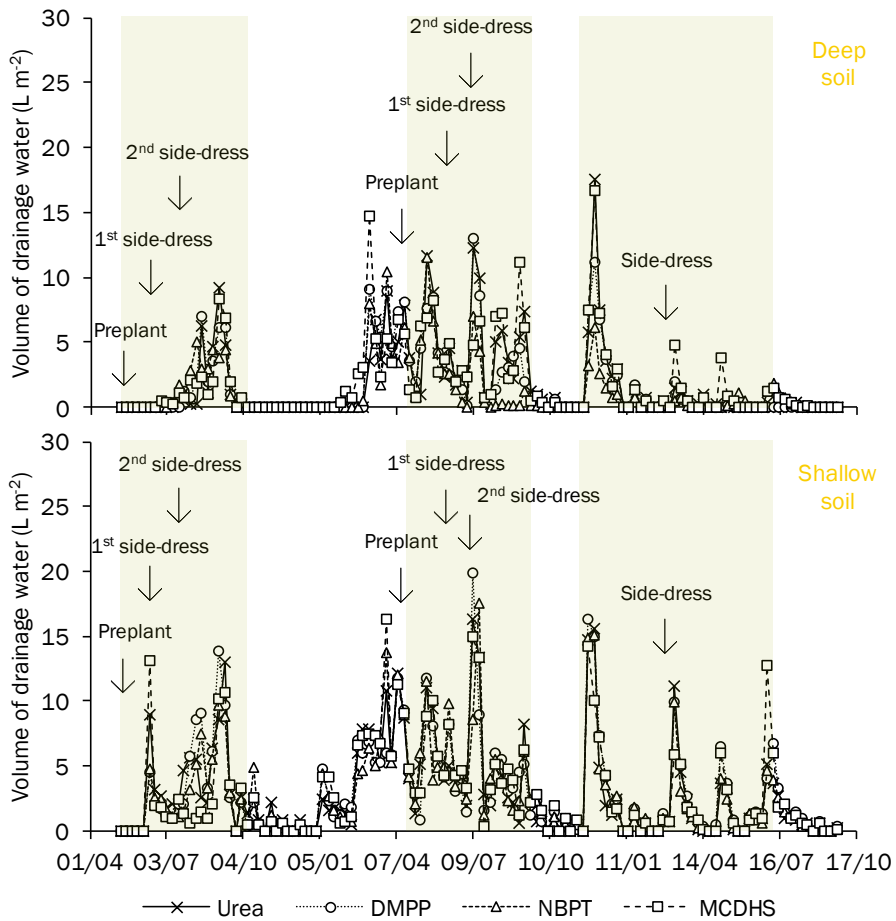 30
25
20
15
10
5
0
Volume of drainage water (L m-2)
Deep
soil
2nd side-dress
1st side-dress
2nd side-dress
Preplant
1st side-dress
Side-dress
Preplant
30
25
20
15
10
5
0
Volume of drainage water (L m-2)
Shallow
soil
2nd side-dress
1st side-dress
2nd side-dress
1st side-dress
Preplant
Side-dress
Preplant
01/04 03/07 04/10 05/01 07/04 09/07 10/10 11/01 14/04 16/07 17/10
Urea DMPP NBPT MCDHS